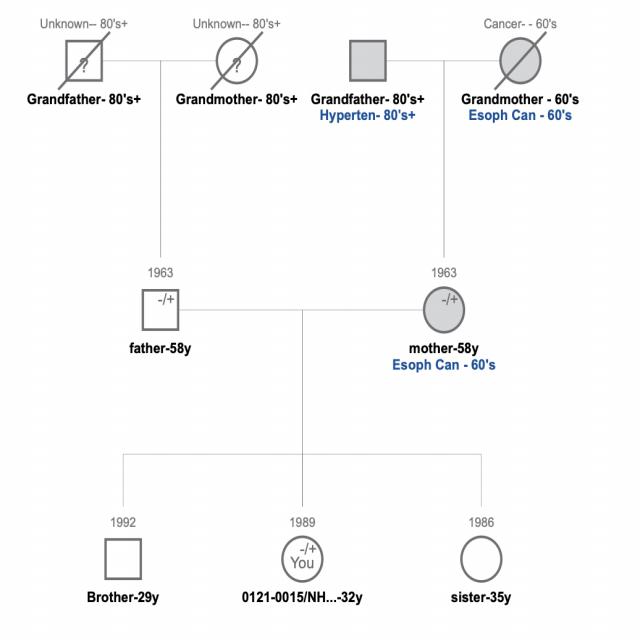 Unknown-- 80's+
Unknown-- 80's+
Cancer- - 60's
?
?
Grandfather- 80's+
Grandmother- 80's+
Grandfather- 80's+
Grandmother - 60's
Hyperten- 80's+
Esoph Can - 60's
1963
1963
-/+
-/+
father-58y
mother-58y
Esoph Can - 60's
1992
1989
1986
-/+
You
Brother-29y
0121-0015/NH...-32y
sister-35y